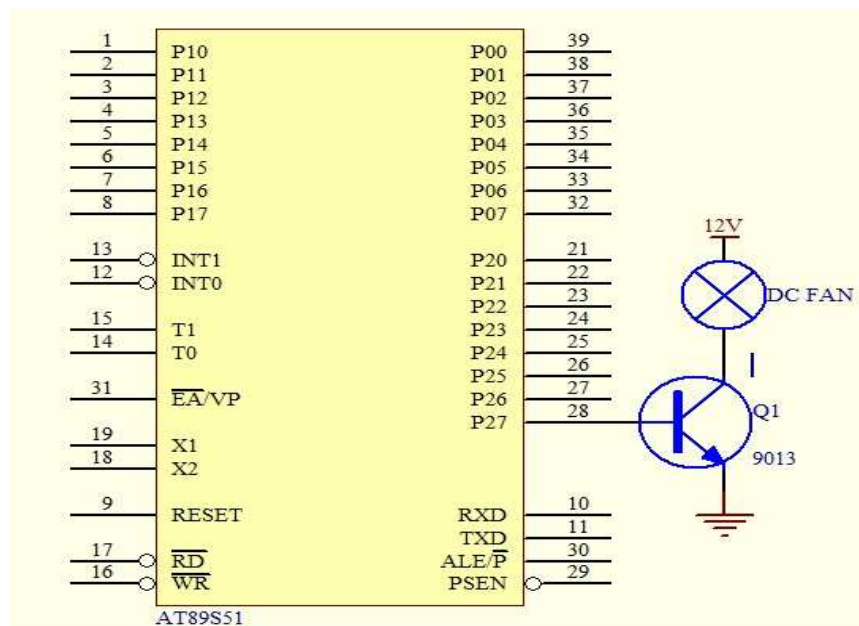 1 P10 P00 39
2 P11 P01 38
3 P12 P02 37
4 P13 P03 36
5 P14 P04 35
6 P15 P05 34
7 P16 P06 33
8 P17 P07 32
12V
13 INT1 P20 21
12 INT0 P21 22
P22 23
DC FAN
15 T1 P23 24
14 T0 P24 25
P25 26
31 EA/VP P26 27
P27 28
Q1
19 X1
18 X2
9013
9 RESET RXD 10
TXD 11
17 RD ALE/P 30
16 WR PSEN 29
AT89S51